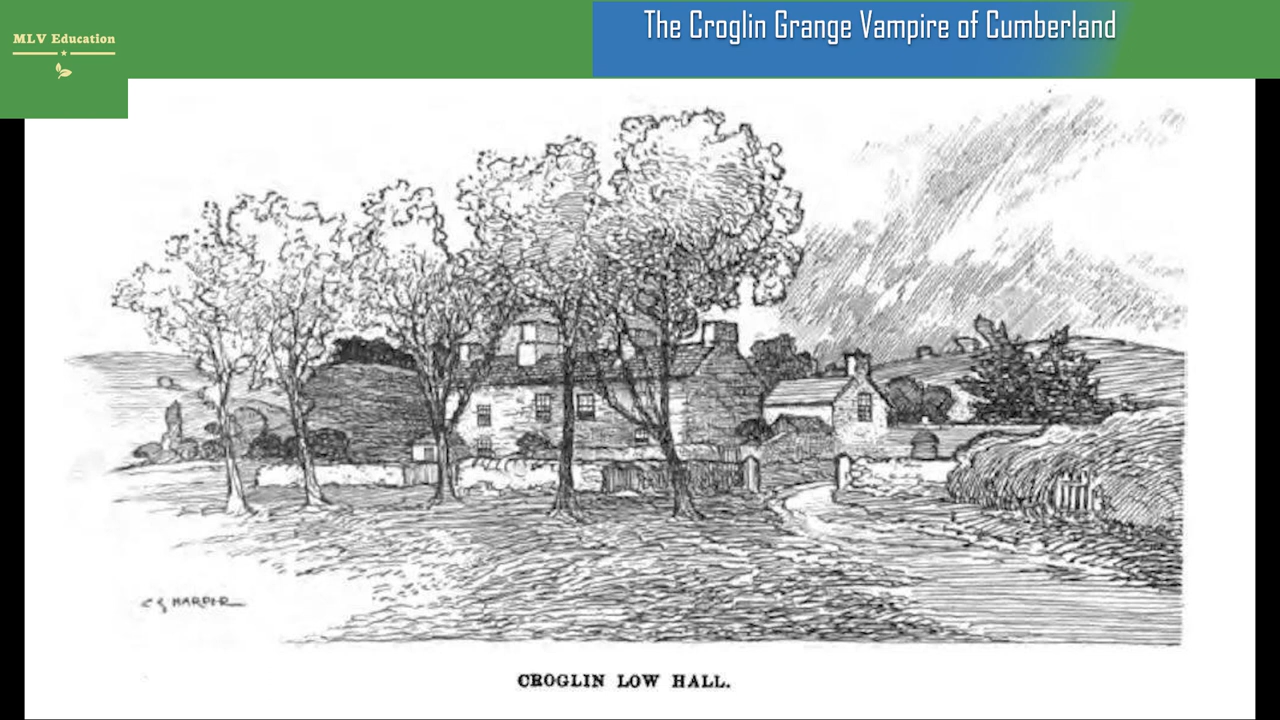 MLV Education
The Croglin Grange Vampire of Cumberland
C G HARPER
CROGLIN LOW HALL.